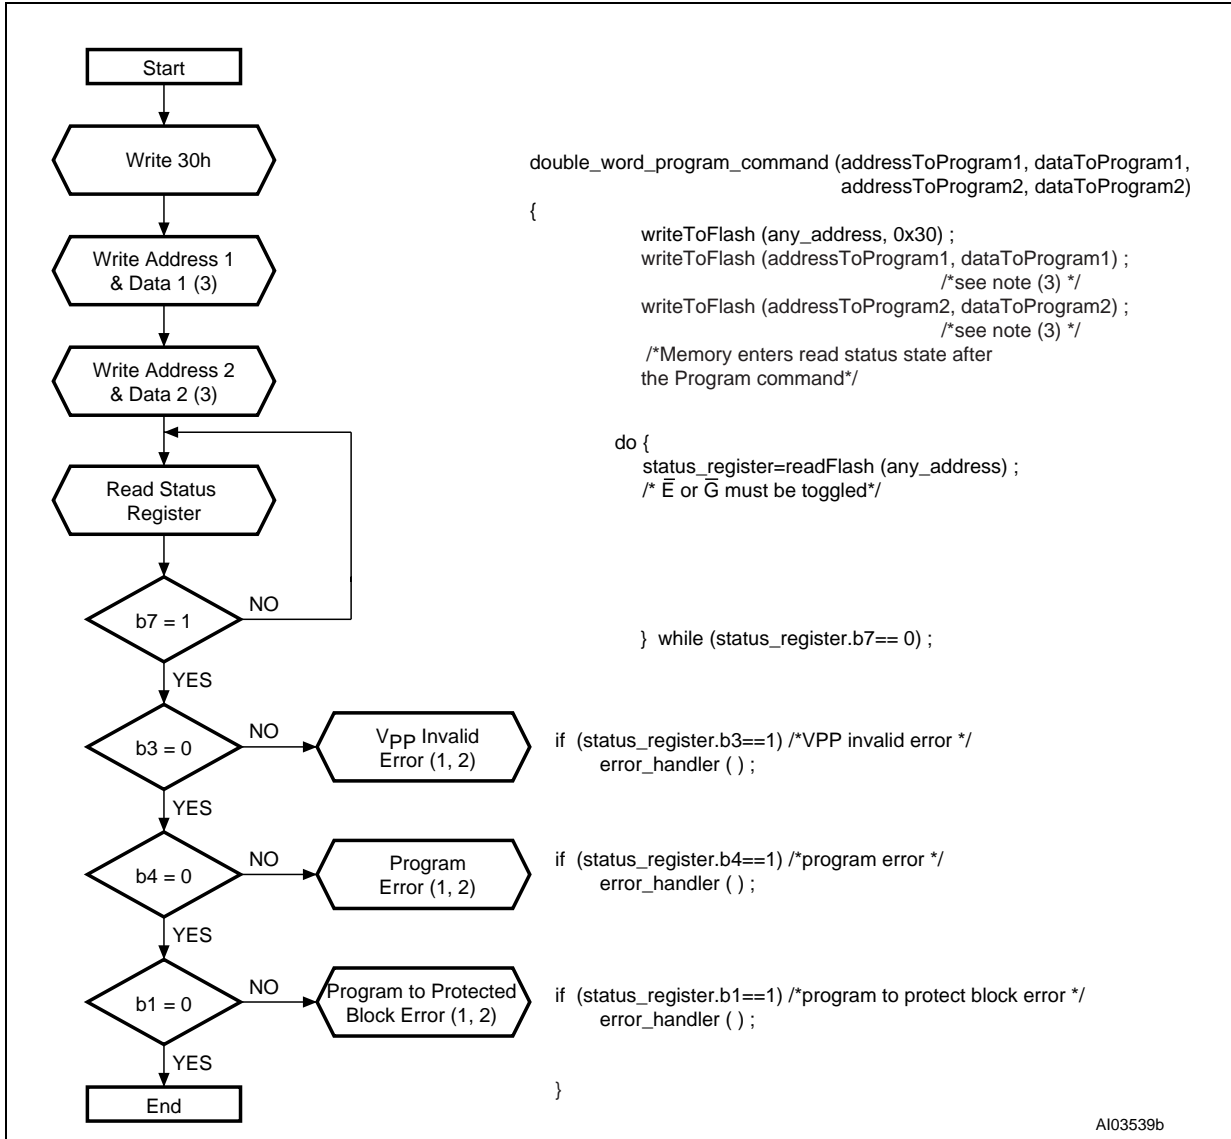 Start
Write 30h
Write Address 1
& Data 1 (3)
Write Address 2
& Data 2 (3)
Read Status
Register
b7 = 1
NO
YES
b3 = 0
NO
VPP Invalid
Error (1, 2)
YES
b4 = 0
NO
Program
Error (1, 2)
YES
b1 = 0
NO
Program to Protected
Block Error (1, 2)
YES
End
double_word_program_command (addressToProgram1, dataToProgram1,
addressToProgram2, dataToProgram2)
{
writeToFlash (any_address, 0x30) ;
writeToFlash (addressToProgram1, dataToProgram1) ;
/*see note (3) */
writeToFlash (addressToProgram2, dataToProgram2) ;
/*see note (3) */
/*Memory enters read status state after
the Program command*/
do {
status_register=readFlash (any_address) ;
/* E̅ or G̅ must be toggled*/
} while (status_register.b7== 0) ;
if (status_register.b3==1) /*VPP invalid error */
error_handler ( ) ;
if (status_register.b4==1) /*program error */
error_handler ( ) ;
if (status_register.b1==1) /*program to protect block error */
error_handler ( ) ;
}
AI03539b